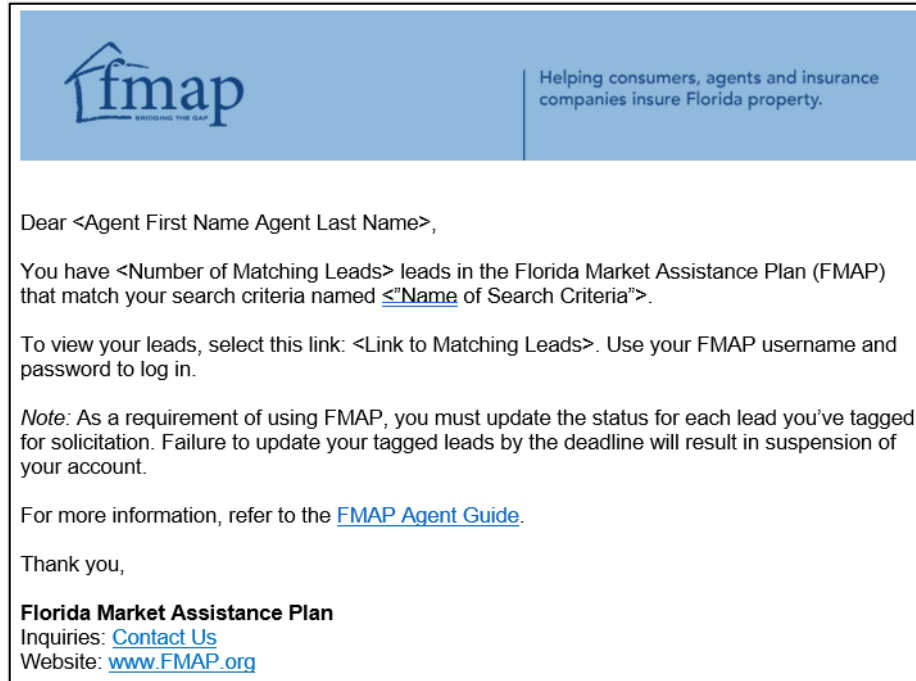 fmap
BRIDGING THE GAP
Helping consumers, agents and insurance
companies insure Florida property.
Dear <Agent First Name Agent Last Name>,
You have <Number of Matching Leads> leads in the Florida Market Assistance Plan (FMAP)
that match your search criteria named <"Name of Search Criteria”>.
To view your leads, select this link: <Link to Matching Leads>. Use your FMAP username and
password to log in.
Note: As a requirement of using FMAP, you must update the status for each lead you’ve tagged
for solicitation. Failure to update your tagged leads by the deadline will result in suspension of
your account.
For more information, refer to the FMAP Agent Guide.
Thank you,
Florida Market Assistance Plan
Inquiries: Contact Us
Website: www.FMAP.org